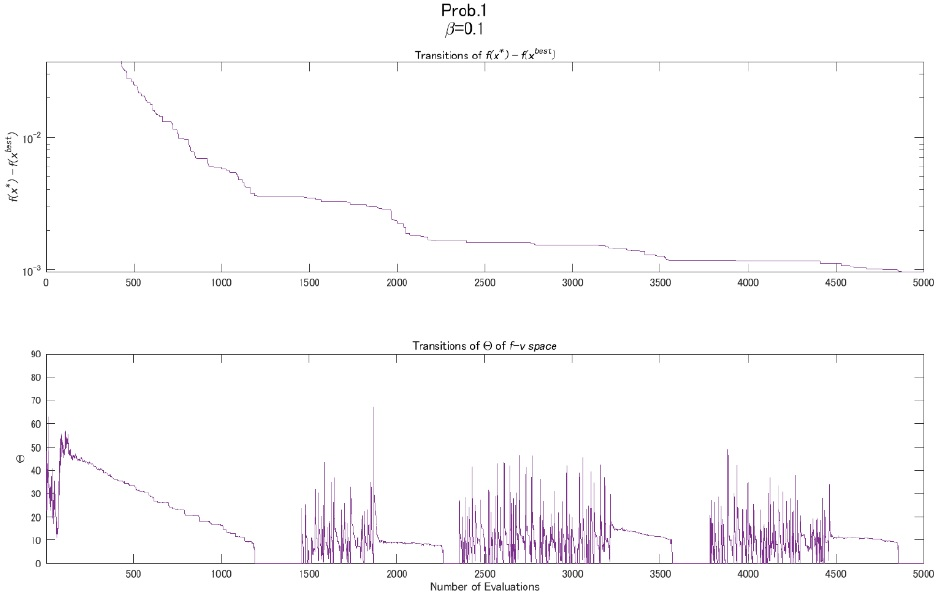 Prob.1
β=0.1
Transitions of f(x*) − f(x^best)
f(x*) − f(x^best)
10^-2
10^-3
0 500 1000 1500 2000 2500 3000 3500 4000 4500 5000
Transitions of Θ of f-v space
Θ
90
80
70
60
50
40
30
20
10
0
500 1000 1500 2000 2500 3000 3500 4000 4500 5000
Number of Evaluations